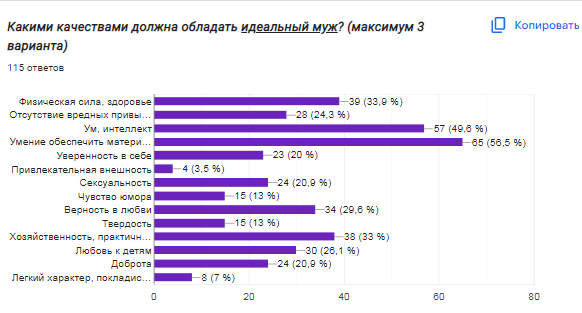 Какими качествами должна обладать идеальный муж? (максимум 3
варианта)
Копировать
115 ответов
Физическая сила, здоровье 39 (33,9 %)
Отсутствие вредных привы… 28 (24,3 %)
Ум, интеллект 57 (49,6 %)
Умение обеспечить матери… 65 (56,5 %)
Уверенность в себе 23 (20 %)
Привлекательная внешность 4 (3,5 %)
Сексуальность 24 (20,9 %)
Чувство юмора 15 (13 %)
Верность в любви 34 (29,6 %)
Твердость 15 (13 %)
Хозяйственность, практичн… 38 (33 %)
Любовь к детям 30 (26,1 %)
Доброта 24 (20,9 %)
Легкий характер, покладис… 8 (7 %)
0 20 40 60 80